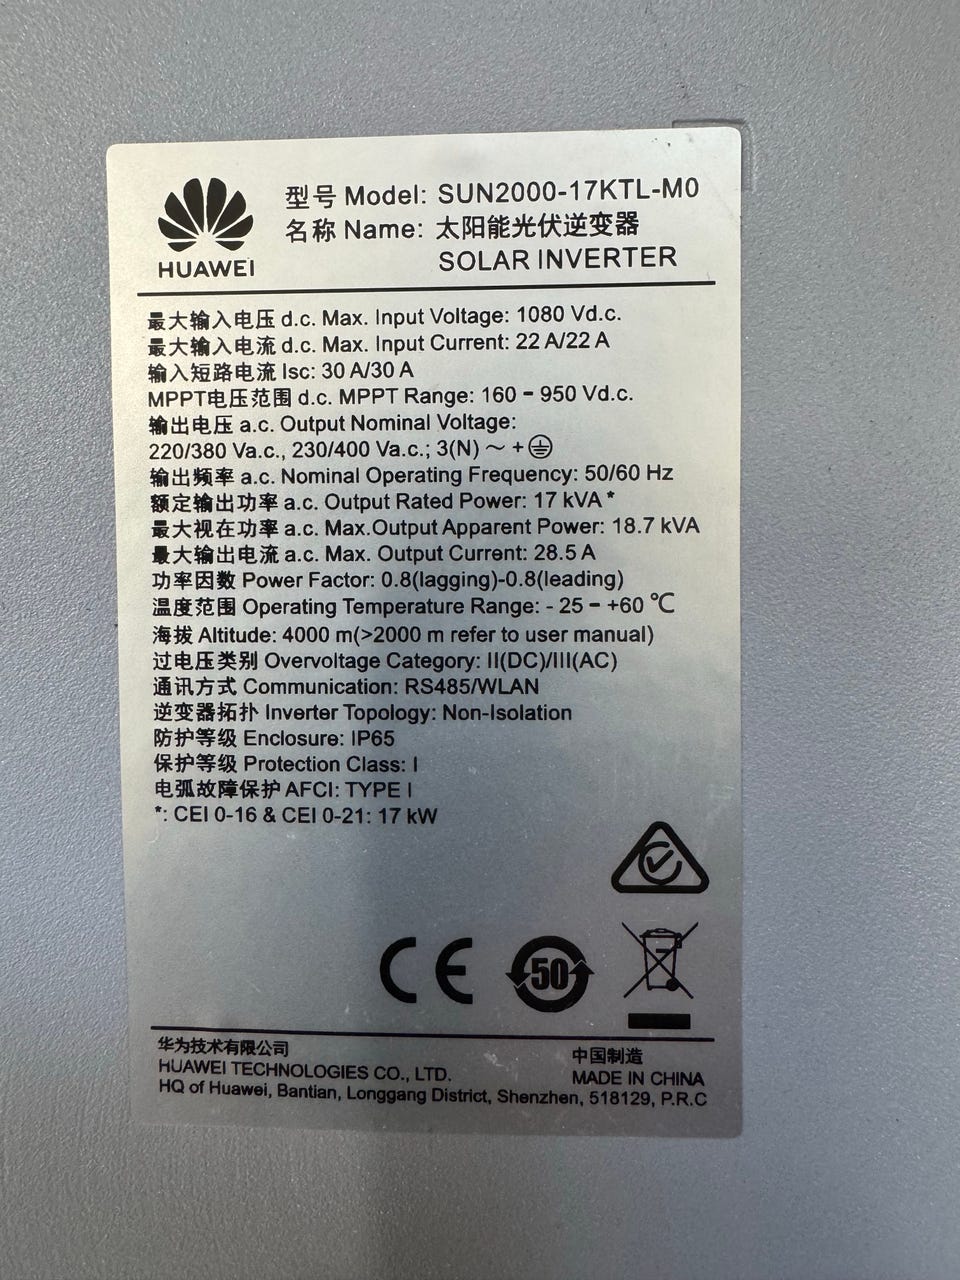 HUAWEI
型号 Model: SUN2000-17KTL-M0
名称 Name: 太阳能光伏逆变器
SOLAR INVERTER
最大输入电压 d.c. Max. Input Voltage: 1080 Vd.c.
最大输入电流 d.c. Max. Input Current: 22 A/22 A
输入短路电流 Isc: 30 A/30 A
MPPT电压范围 d.c. MPPT Range: 160 - 950 Vd.c.
输出电压 a.c. Output Nominal Voltage:
220/380 Va.c., 230/400 Va.c.; 3(N) ~ +
输出频率 a.c. Nominal Operating Frequency: 50/60 Hz
额定输出功率 a.c. Output Rated Power: 17 kVA *
最大视在功率 a.c. Max.Output Apparent Power: 18.7 kVA
最大输出电流 a.c. Max. Output Current: 28.5 A
功率因数 Power Factor: 0.8(lagging)-0.8(leading)
温度范围 Operating Temperature Range: - 25 - +60 ℃
海拔 Altitude: 4000 m(>2000 m refer to user manual)
过电压类别 Overvoltage Category: II(DC)/III(AC)
通讯方式 Communication: RS485/WLAN
逆变器拓扑 Inverter Topology: Non-Isolation
防护等级 Enclosure: IP65
保护等级 Protection Class: I
电弧故障保护 AFCI: TYPE I
*: CEI 0-16 & CEI 0-21: 17 kW
CE 50
华为技术有限公司
HUAWEI TECHNOLOGIES CO., LTD.
HQ of Huawei, Bantian, Longgang District, Shenzhen, 518129, P.R.C
中国制造
MADE IN CHINA